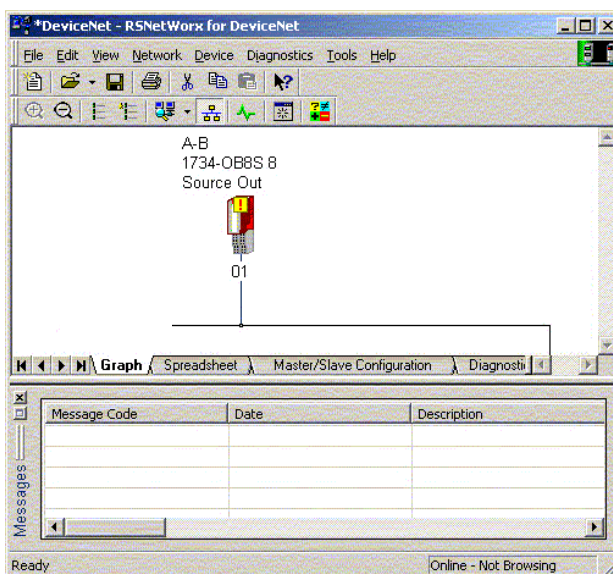 *DeviceNet - RSNetWorx for DeviceNet
File Edit View Network Device Diagnostics Tools Help
A-B
1734-OB8S 8
Source Out
01
Graph Spreadsheet Master/Slave Configuration
Messages
Message Code Date Description
Ready Online - Not Browsing